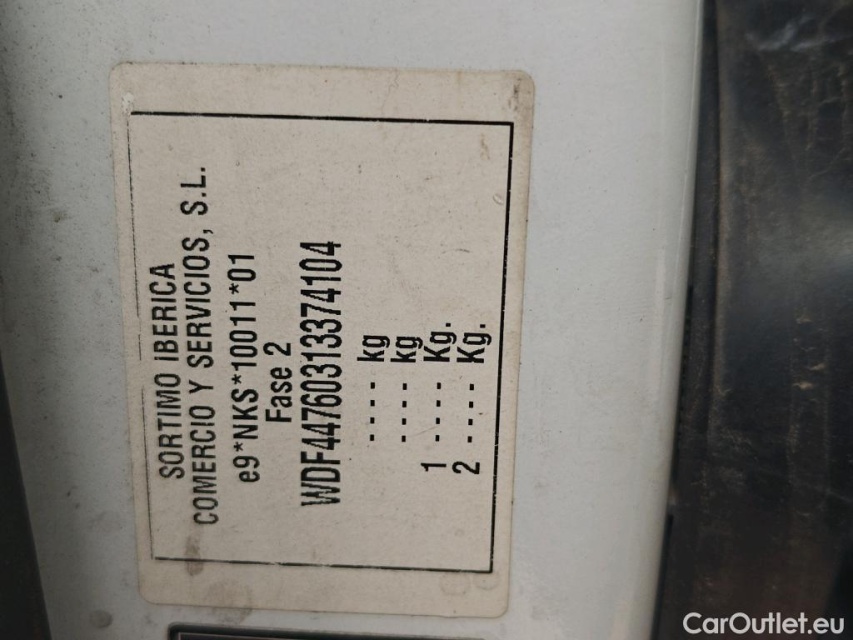 SORTIMO IBERICA
COMERCIO Y SERVICIOS, S.L.
e9*NKS*10011*01
Fase 2
WDF44760313374104
---- kg
---- kg
1 ---- Kg.
2 ---- Kg.
CarOutlet.eu